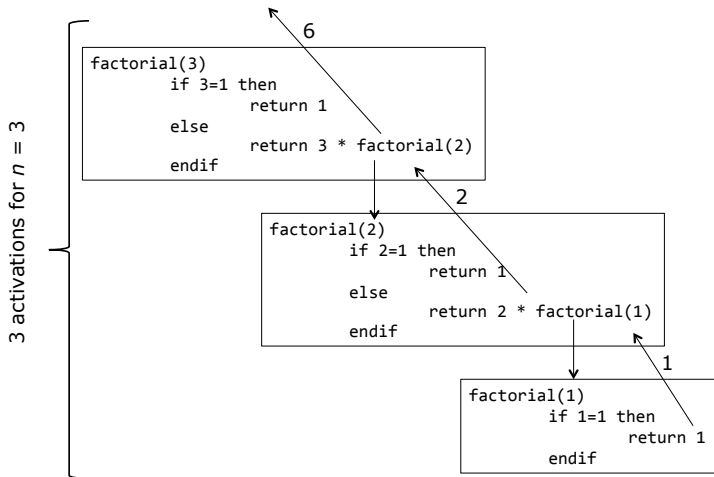 3 activations for n = 3
6
factorial(3)
if 3=1 then
return 1
else
return 3 * factorial(2)
endif
2
factorial(2)
if 2=1 then
return 1
else
return 2 * factorial(1)
endif
1
factorial(1)
if 1=1 then
return 1
endif